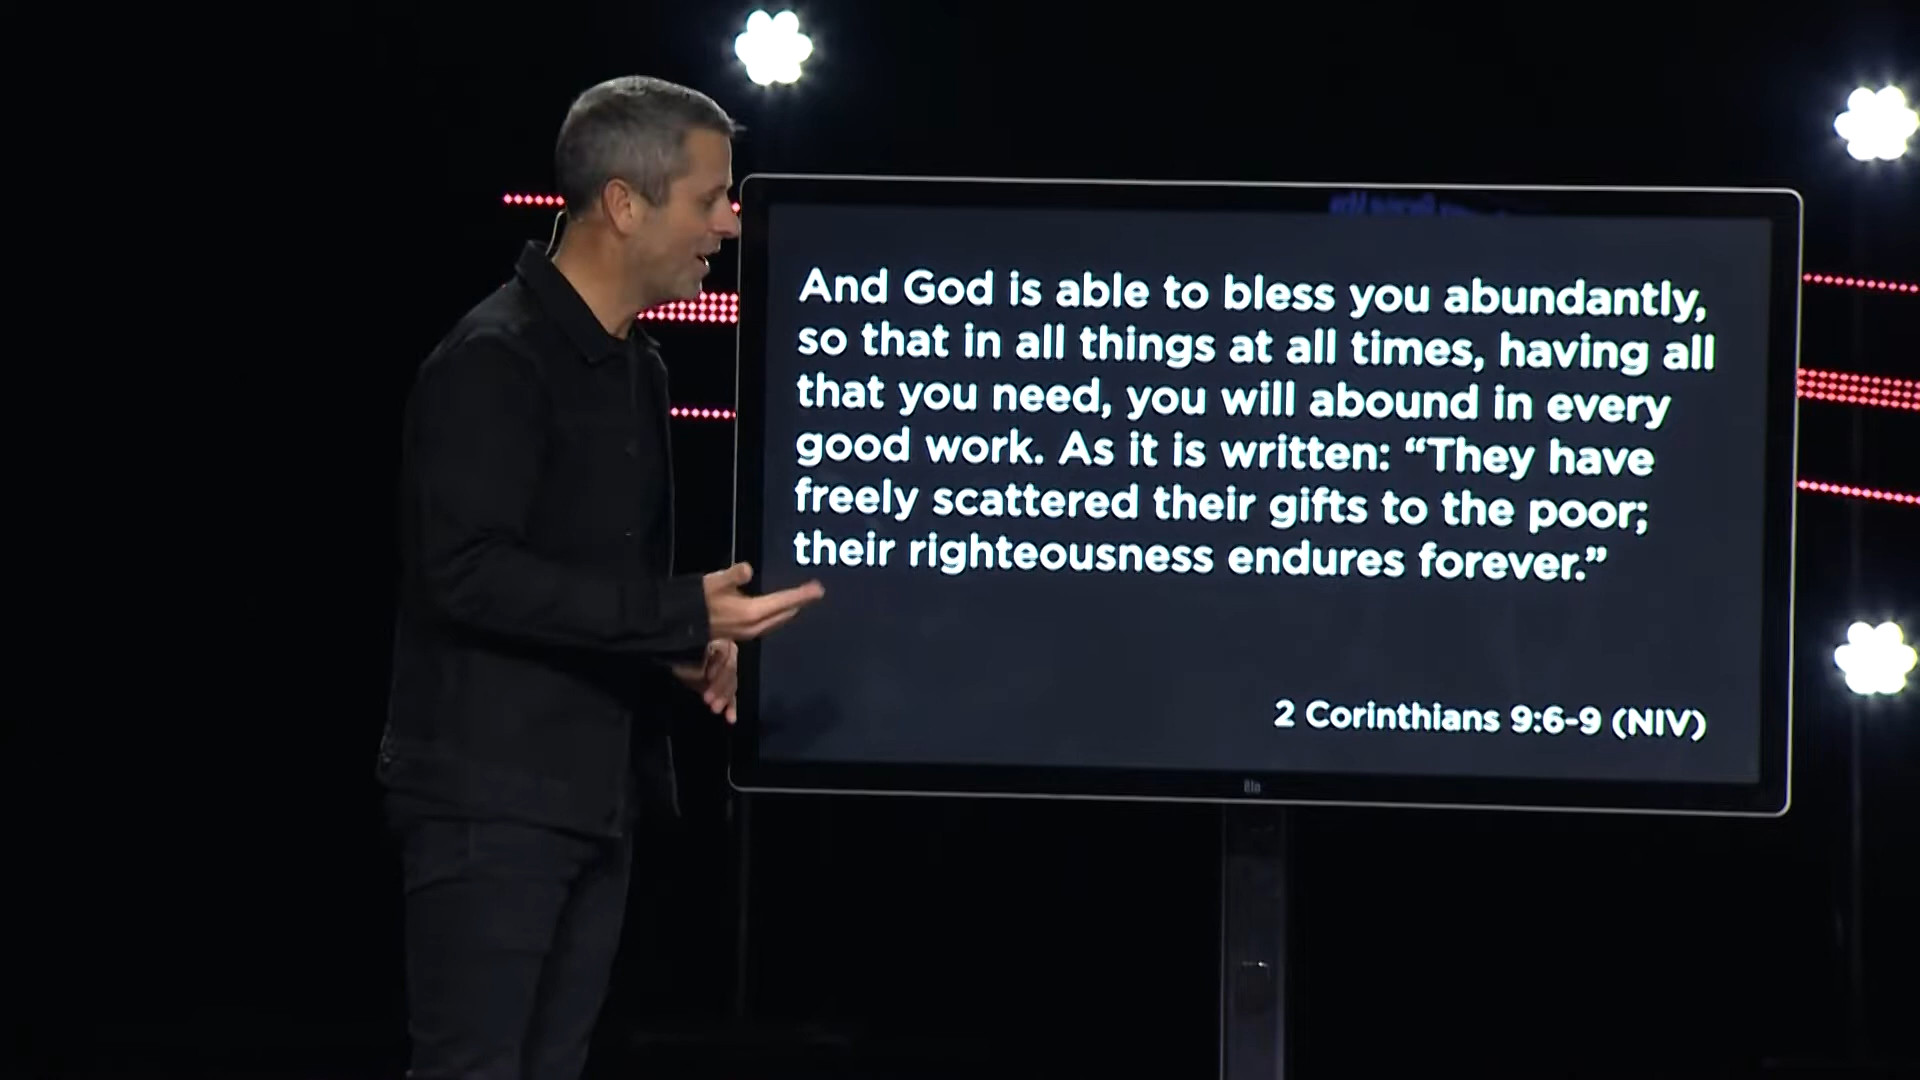 And God is able to bless you abundantly,
so that in all things at all times, having all
that you need, you will abound in every
good work. As it is written: “They have
freely scattered their gifts to the poor;
their righteousness endures forever.”
2 Corinthians 9:6-9 (NIV)
elo